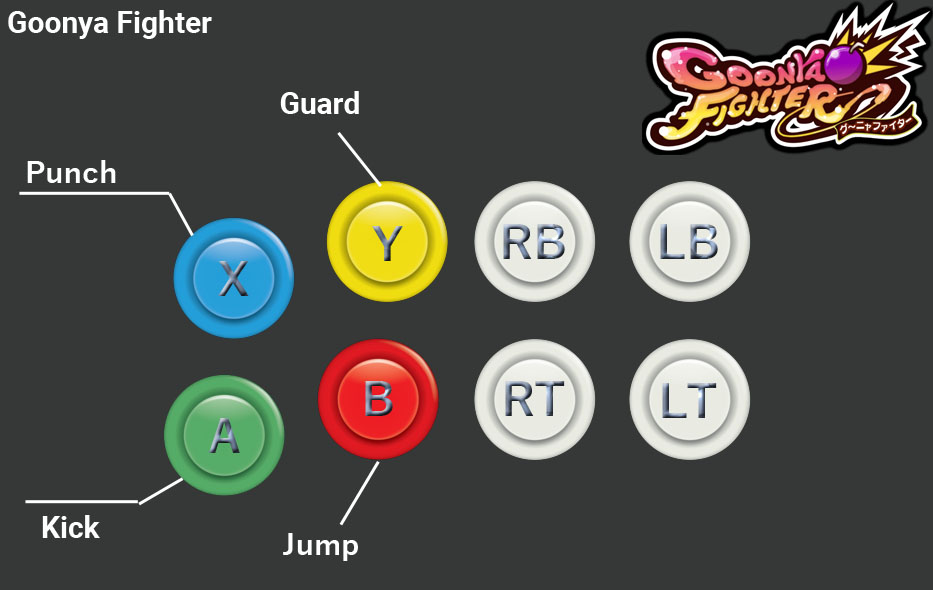 Goonya Fighter
GOONYA
FIGHTER
グ〜ニャファイター
Guard
Punch
X
Y
RB
LB
A
B
RT
LT
Kick
Jump